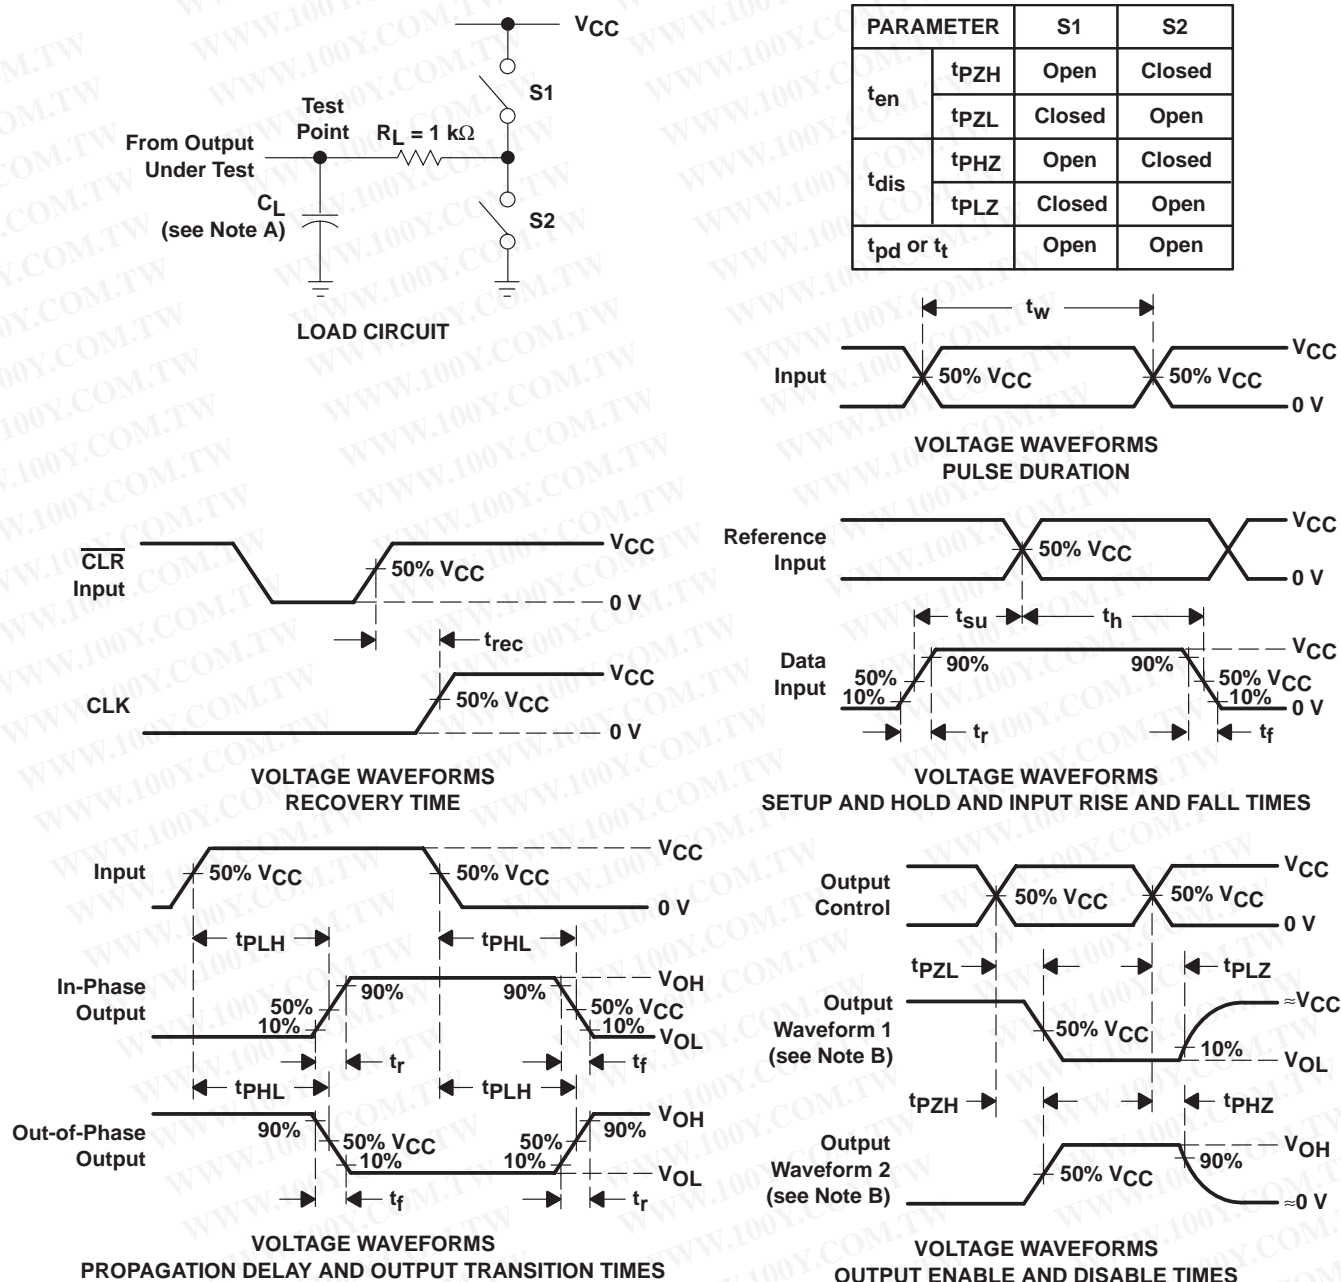 VCC
S1
Test
Point
RL = 1 kΩ
From Output
Under Test
CL
(see Note A)
S2
LOAD CIRCUIT
PARAMETER S1 S2
ten tPZH Open Closed
tPZL Closed Open
tdis tPHZ Open Closed
tPLZ Closed Open
tpd or tt Open Open
tw
Input 50% VCC 50% VCC VCC
0 V
VOLTAGE WAVEFORMS
PULSE DURATION
CLR
Input
50% VCC
VCC
0 V
trec
CLK
50% VCC
VCC
0 V
VOLTAGE WAVEFORMS
RECOVERY TIME
Reference
Input
50% VCC
VCC
0 V
tsu th
Data
Input
50%
10%
90% 90%
VCC
50% VCC
10%
0 V
tr tf
VOLTAGE WAVEFORMS
SETUP AND HOLD AND INPUT RISE AND FALL TIMES
Input 50% VCC 50% VCC VCC
0 V
tPLH tPHL
In-Phase
Output
50%
10%
90% 90%
VOH
50% VCC
10%
VOL
tr tf
tPHL tPLH
Out-of-Phase
Output
90%
50% VCC
10%
50%
10%
90%
VOH
VOL
tf tr
VOLTAGE WAVEFORMS
PROPAGATION DELAY AND OUTPUT TRANSITION TIMES
Output
Control
50% VCC 50% VCC
VCC
0 V
tPZL tPLZ
Output
Waveform 1
(see Note B)
50% VCC
10%
≈VCC
VOL
tPZH tPHZ
Output
Waveform 2
(see Note B)
50% VCC
90%
VOH
≈0 V
VOLTAGE WAVEFORMS
OUTPUT ENABLE AND DISABLE TIMES
WWW.100Y.COM.TW